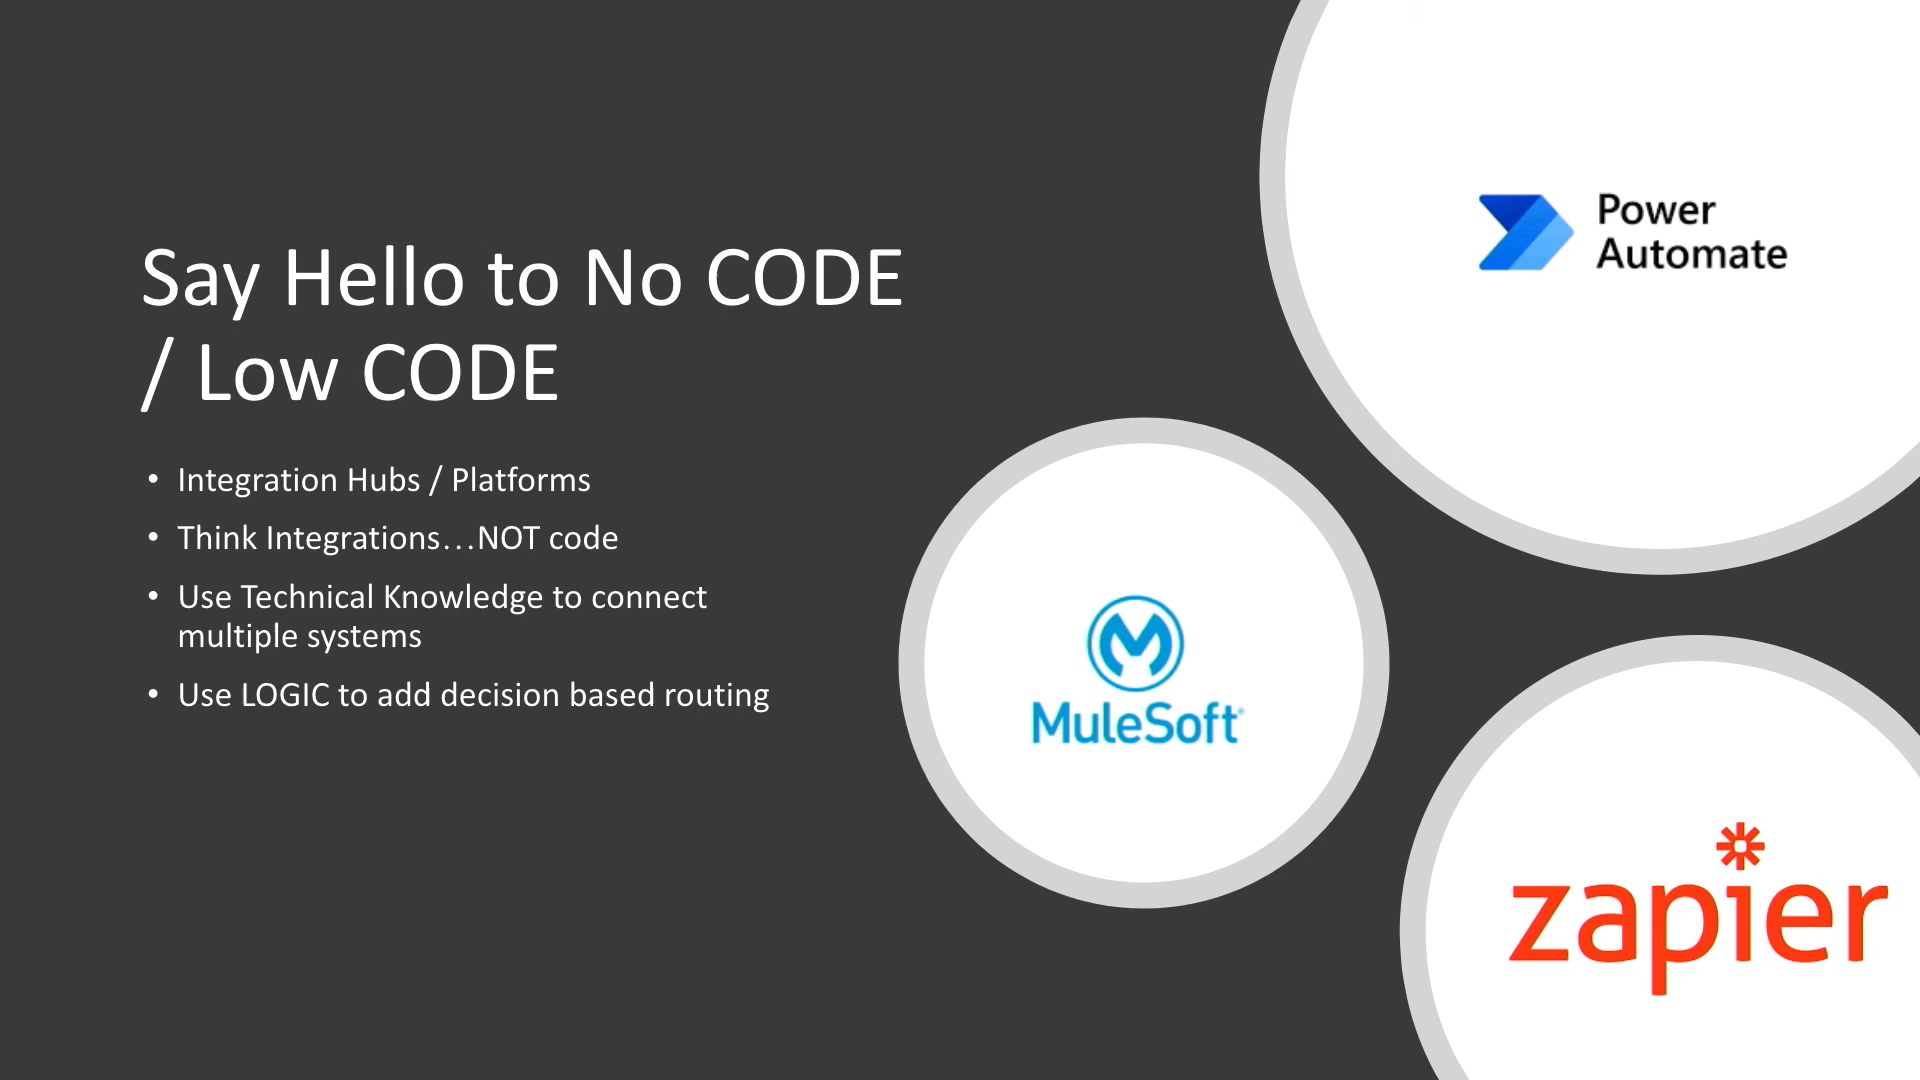 Say Hello to No CODE
/ Low CODE
• Integration Hubs / Platforms
• Think Integrations...NOT code
• Use Technical Knowledge to connect
multiple systems
• Use LOGIC to add decision based routing
Power
Automate
MuleSoft
zapier